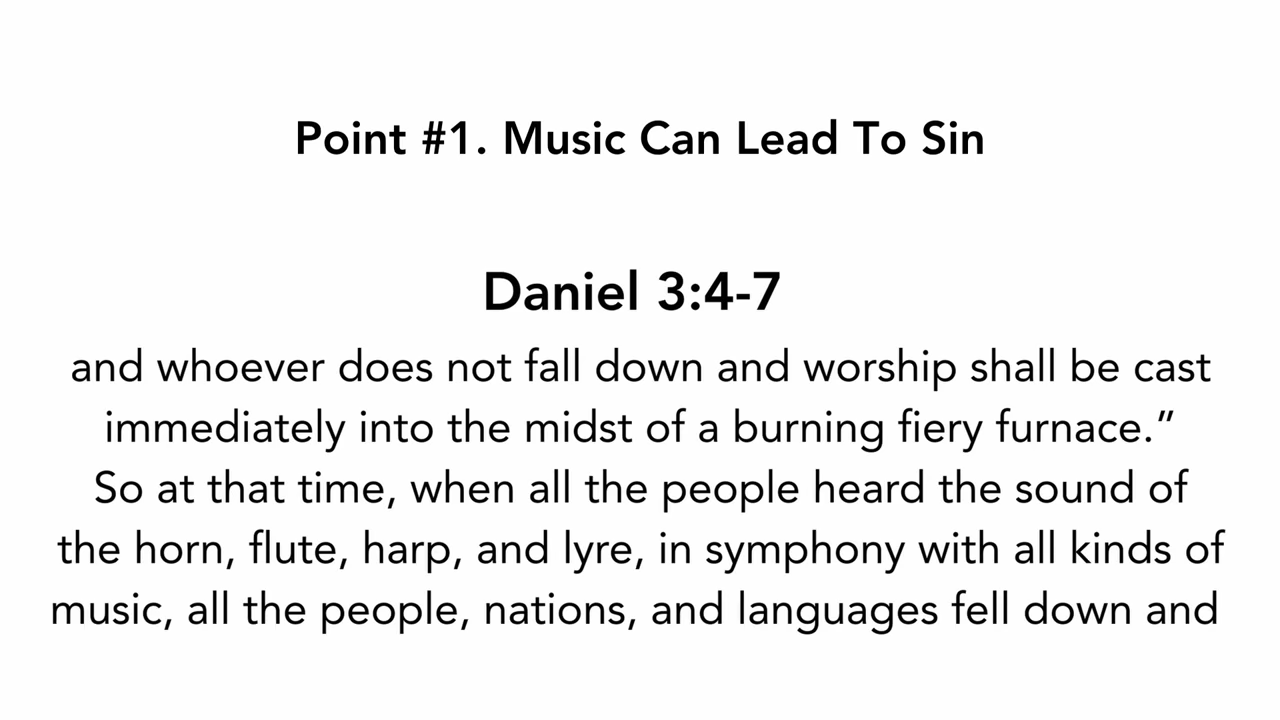 Point #1. Music Can Lead To Sin
Daniel 3:4-7
and whoever does not fall down and worship shall be cast
immediately into the midst of a burning fiery furnace.”
So at that time, when all the people heard the sound of
the horn, flute, harp, and lyre, in symphony with all kinds of
music, all the people, nations, and languages fell down and